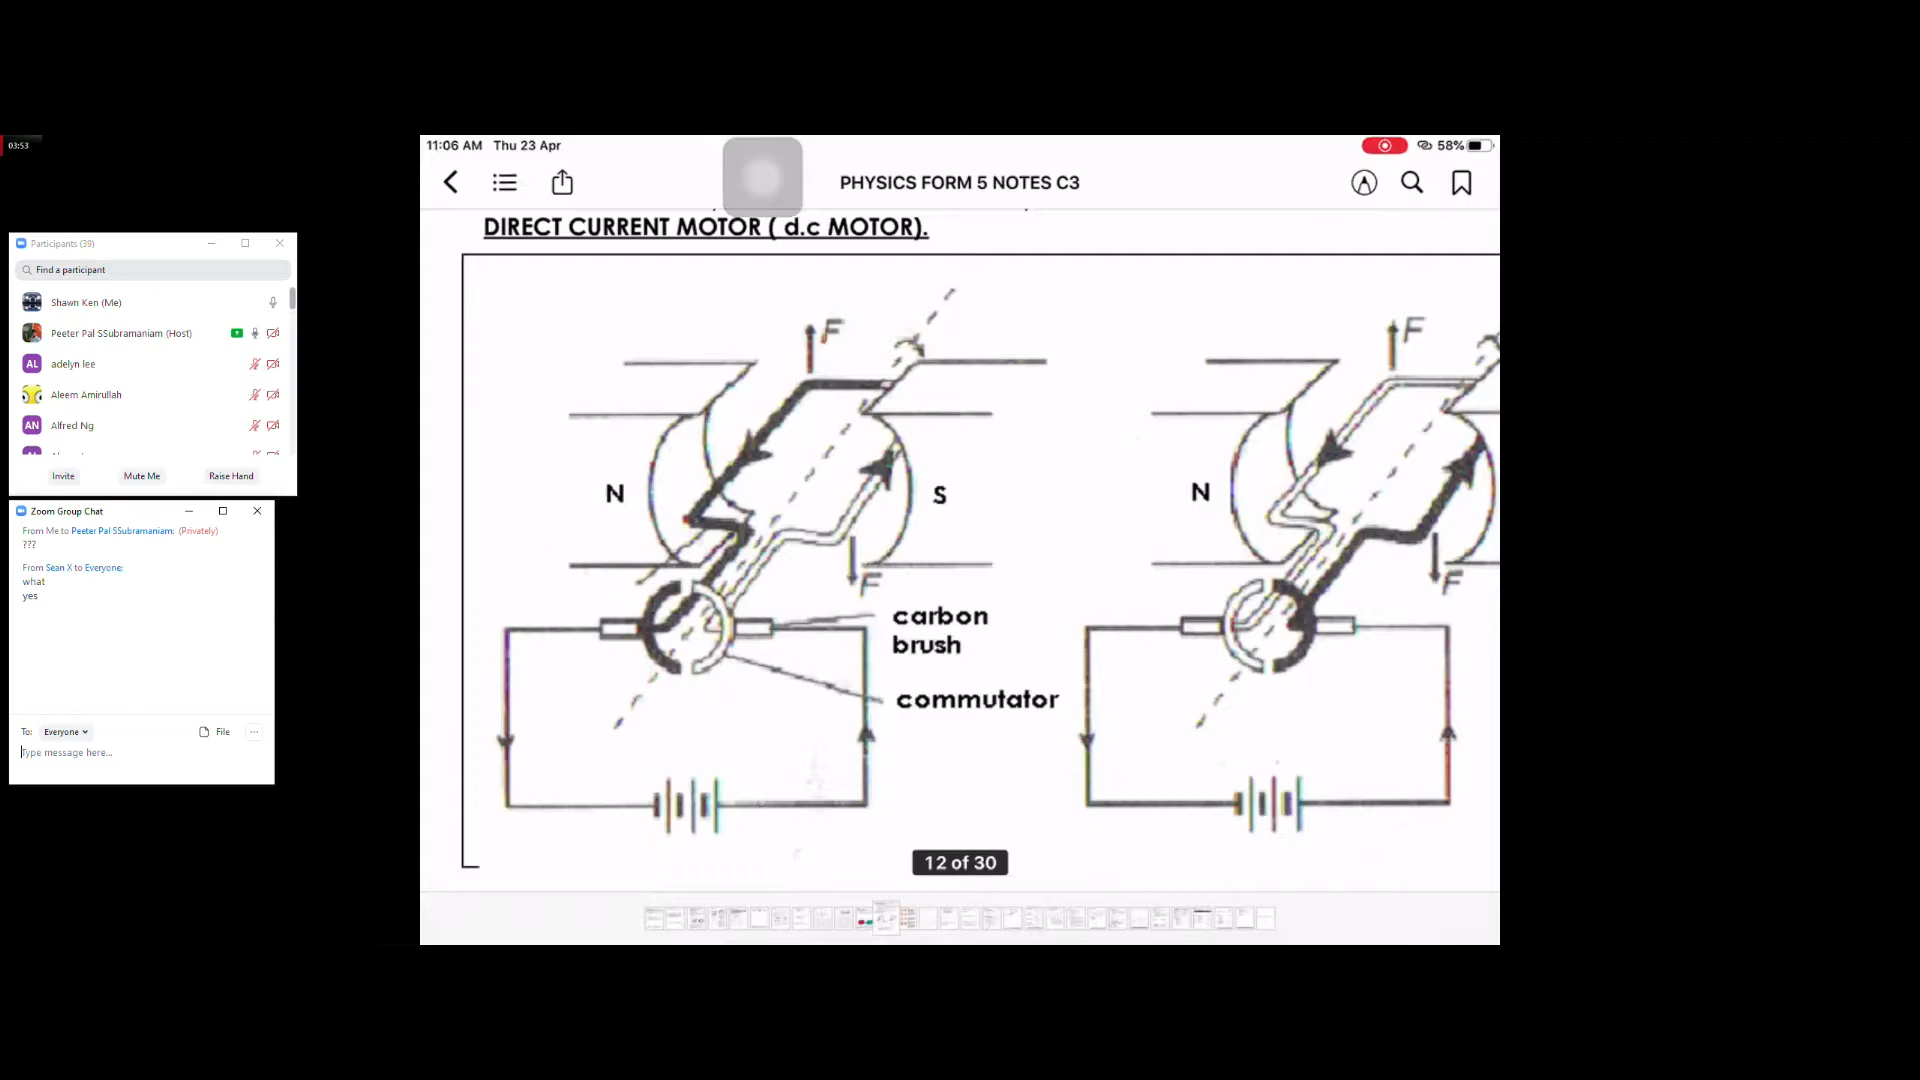 03:53
Participants (39)
Find a participant
Shawn Ken (Me)
Peeter Pal SSubramaniam (Host)
AL adelyn lee
Aleem Amirullah
AN Alfred Ng
Invite Mute Me Raise Hand
Zoom Group Chat
From Me to Peeter Pal SSubramaniam: (Privately)
???
From Sean X to Everyone:
what
yes
To: Everyone File ...
Type message here...
11:06 AM Thu 23 Apr
58%
PHYSICS FORM 5 NOTES C3
DIRECT CURRENT MOTOR ( d.c MOTOR).
F
F
N
S
N
F
F
carbon
brush
commutator
12 of 30